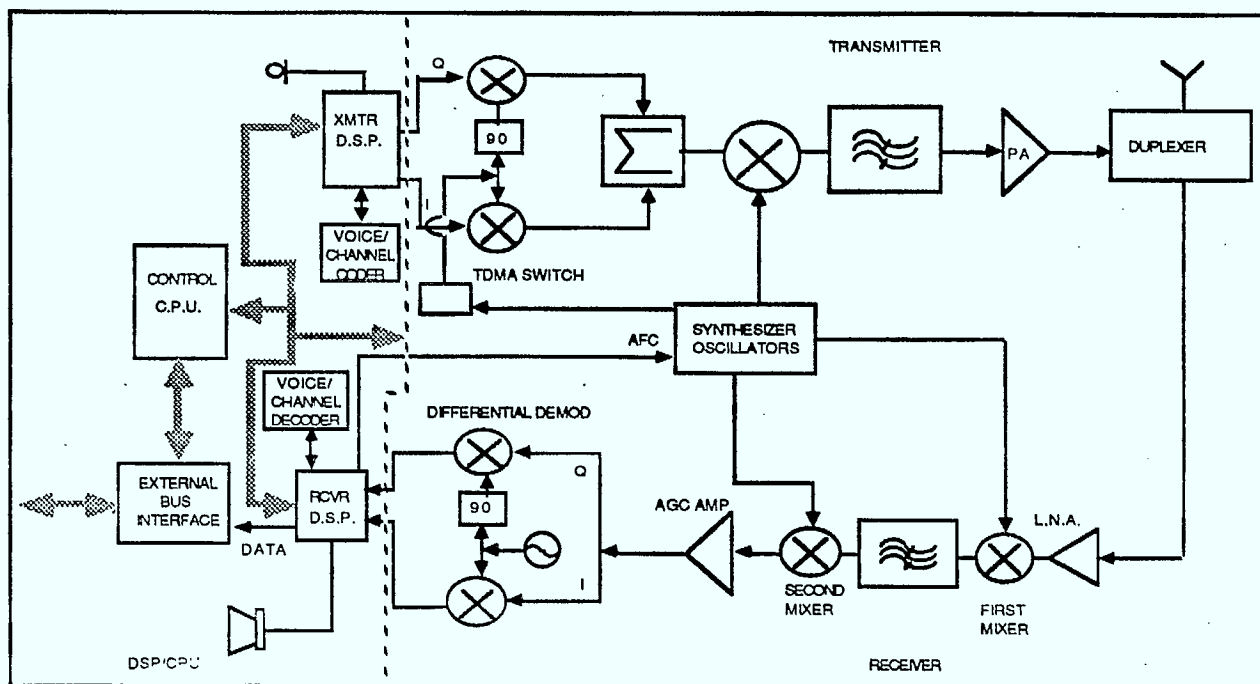 TRANSMITTER
Q
XMTR
D.S.P.
90
PA
DUPLEXER
I
VOICE/
CHANNEL
CODER
TDMA SWITCH
CONTROL
C.P.U.
SYNTHESIZER
OSCILLATORS
AFC
VOICE/
CHANNEL
DECODER
DIFFERENTIAL DEMOD
Q
EXTERNAL
BUS
INTERFACE
RCVR
D.S.P.
90
AGC AMP
L.N.A.
DATA
I
SECOND
MIXER
FIRST
MIXER
DSP/CPU
RECEIVER